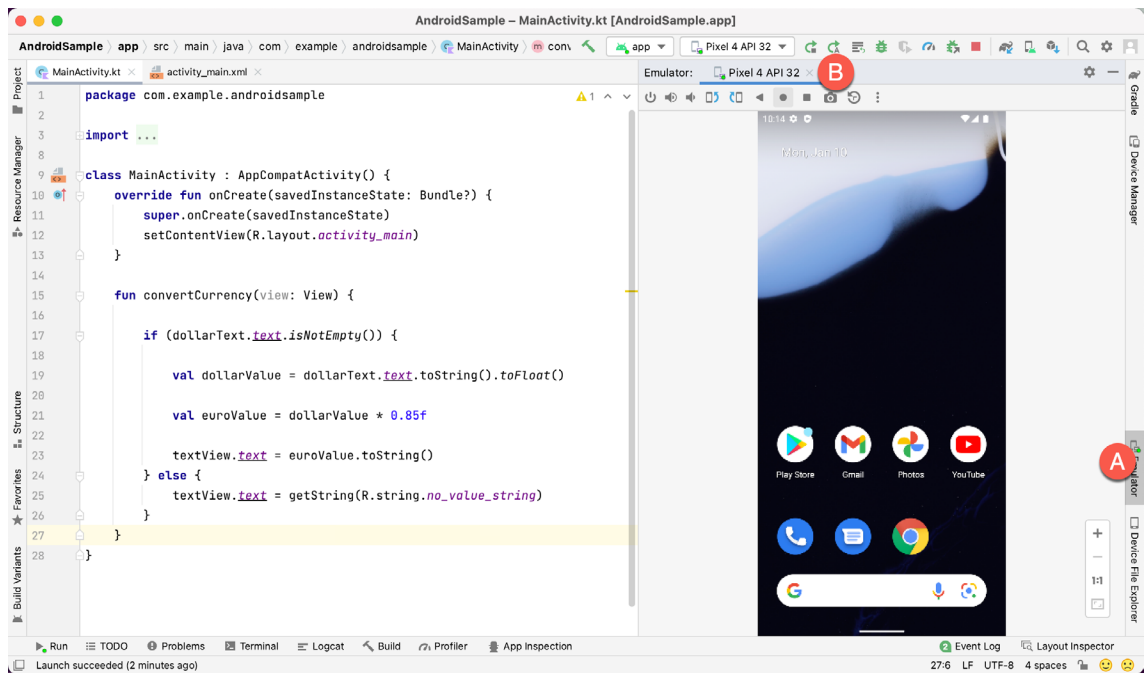 AndroidSample – MainActivity.kt [AndroidSample.app]
AndroidSample app src main java com example androidsample MainActivity m conv app Pixel 4 API 32
MainActivity.kt activity_main.xml
Emulator: Pixel 4 API 32 B
1 package com.example.androidsample 1
2
3 import ...
8
9 class MainActivity : AppCompatActivity() {
10 override fun onCreate(savedInstanceState: Bundle?) {
11 super.onCreate(savedInstanceState)
12 setContentView(R.layout.activity_main)
13 }
14
15 fun convertCurrency(view: View) {
16
17 if (dollarText.text.isNotEmpty()) {
18
19 val dollarValue = dollarText.text.toString().toFloat()
20
21 val euroValue = dollarValue * 0.85f
22
23 textView.text = euroValue.toString()
24 } else {
25 textView.text = getString(R.string.no_value_string)
26 }
27 }
28 }
Project
Resource Manager
Structure
Favorites
Build Variants
10:14
Mon, Jan 10
Play Store Gmail Photos YouTube
G
1:1
Gradle
Device Manager
A
Emulator
Device File Explorer
Run TODO Problems Terminal Logcat Build Profiler App Inspection 2 Event Log Layout Inspector
Launch succeeded (2 minutes ago) 27:6 LF UTF-8 4 spaces